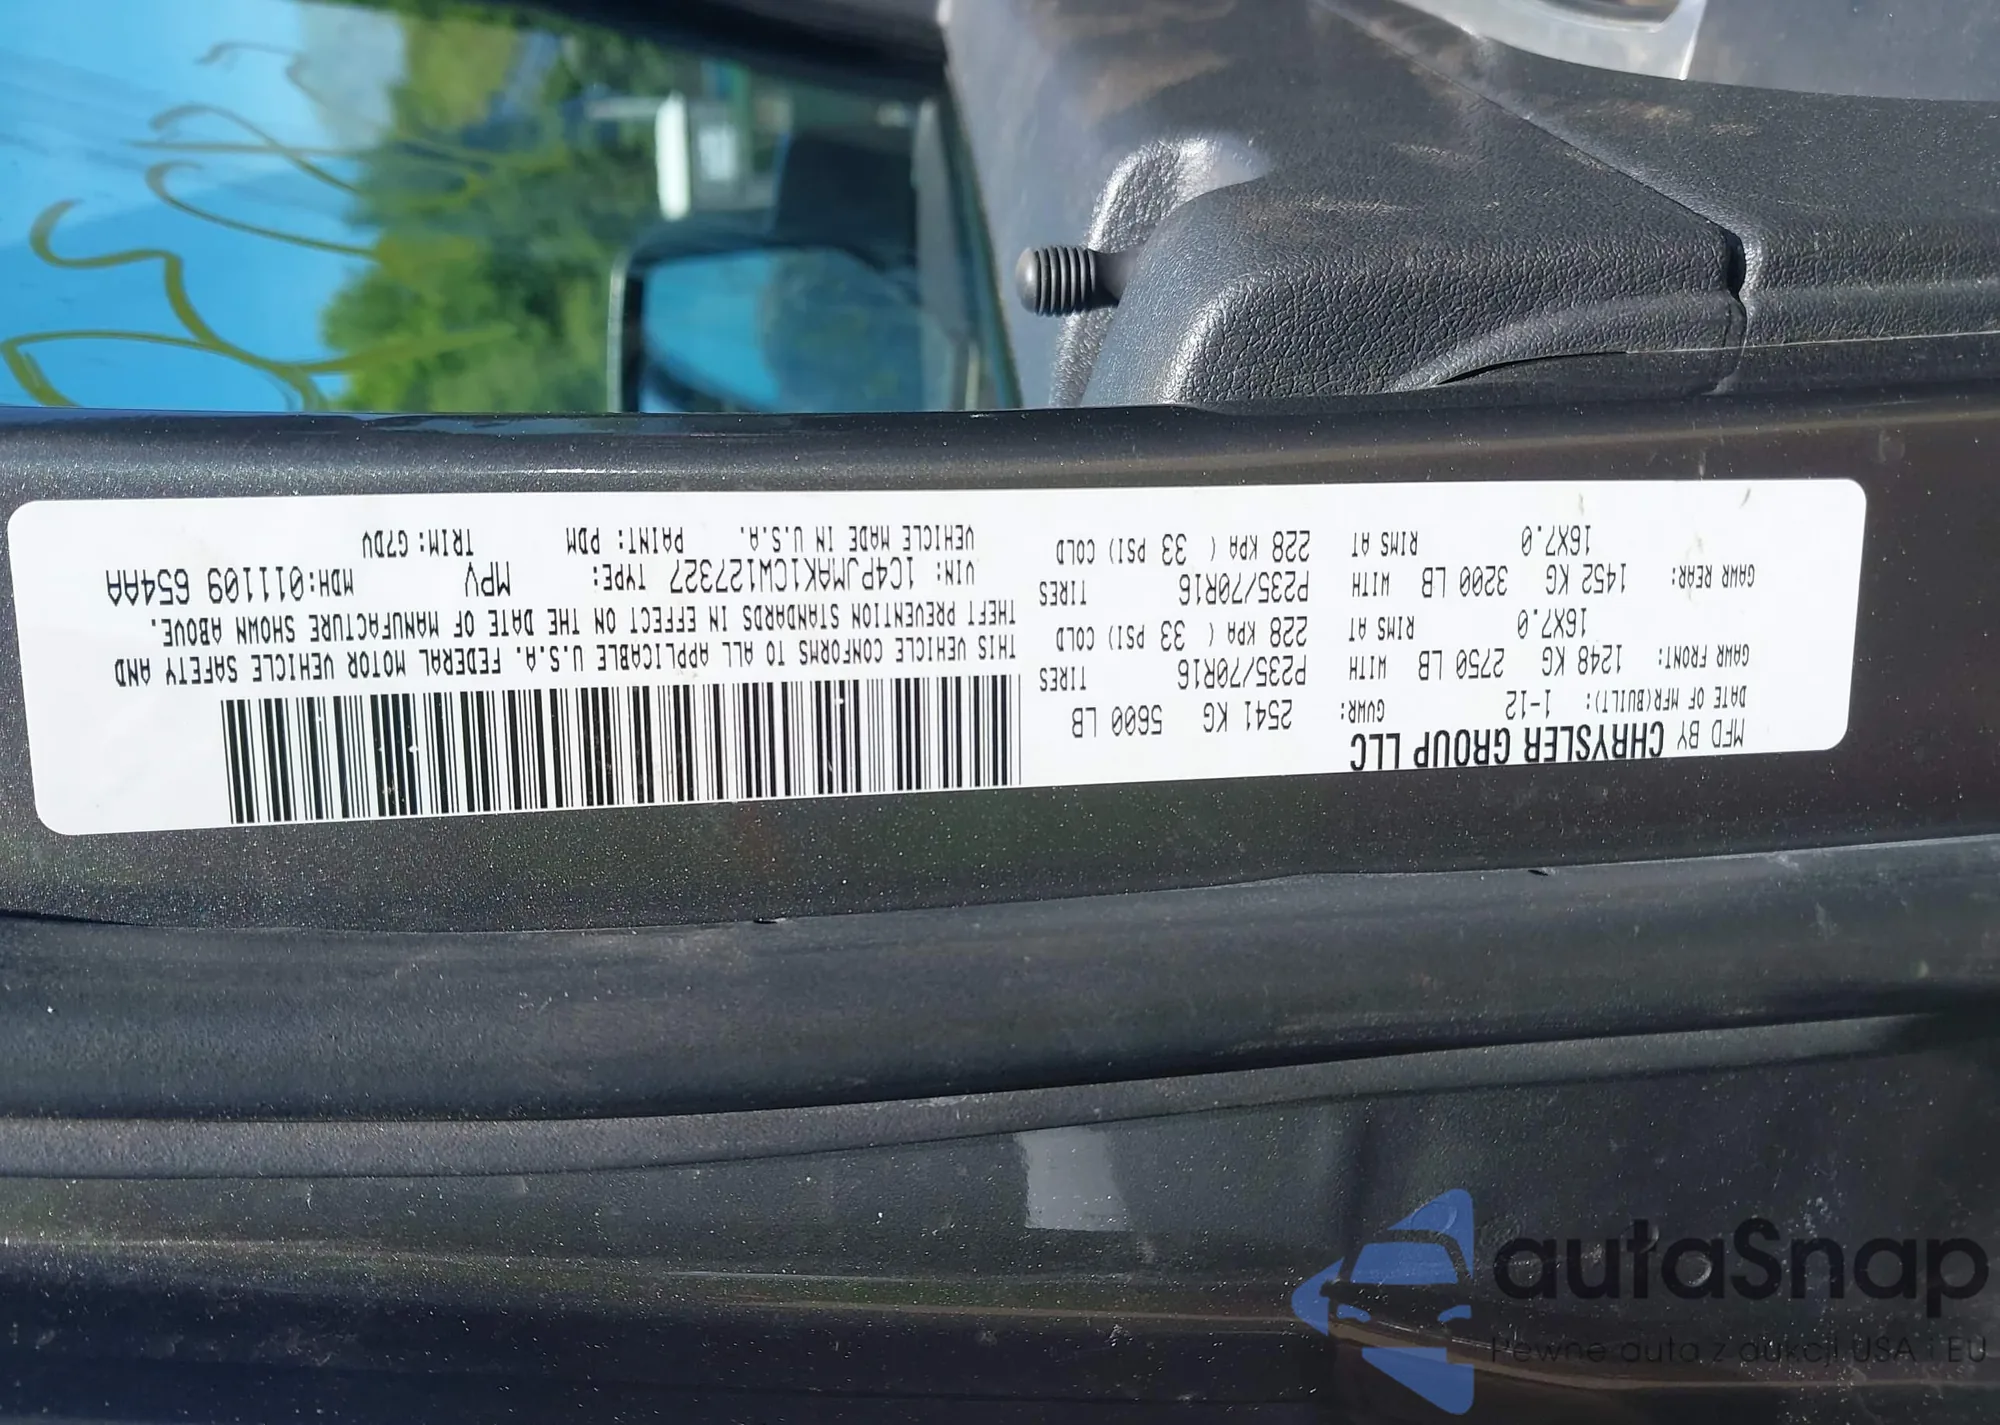 MFD BY CHRYSLER GROUP LLC
DATE OF MFR(BUILT): 1-12 GVWR: 2541 KG 5600 LB
GAWR FRONT: 1248 KG 2750 LB WITH P235/70R16 TIRES
16X7.0 RIMS AT 228 KPA ( 33 PSI) COLD
GAWR REAR: 1452 KG 3200 LB WITH P235/70R16 TIRES
16X7.0 RIMS AT 228 KPA ( 33 PSI) COLD
THIS VEHICLE CONFORMS TO ALL APPLICABLE U.S.A. FEDERAL MOTOR VEHICLE SAFETY AND
THEFT PREVENTION STANDARDS IN EFFECT ON THE DATE OF MANUFACTURE SHOWN ABOVE.
VIN: 1C4PJMAK1CW127327 TYPE: MPV MDH:011109 654AA
VEHICLE MADE IN U.S.A. PAINT: PDM TRIM: G7DV
autaSnap
Pewne auta z aukcji USA i EU